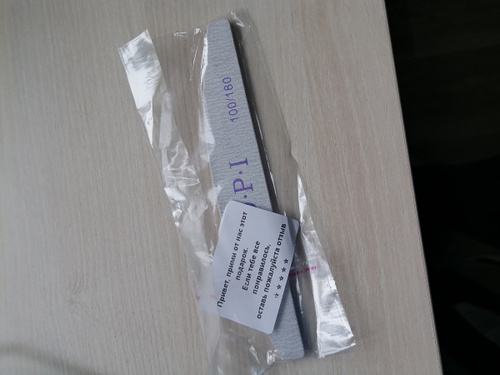 100/180
P·I
Привет, прими от нас этот
подарок.
Если тебе все
понравилось,
оставь пожалуйста отзыв
☆ ☆ ☆ ☆ ☆